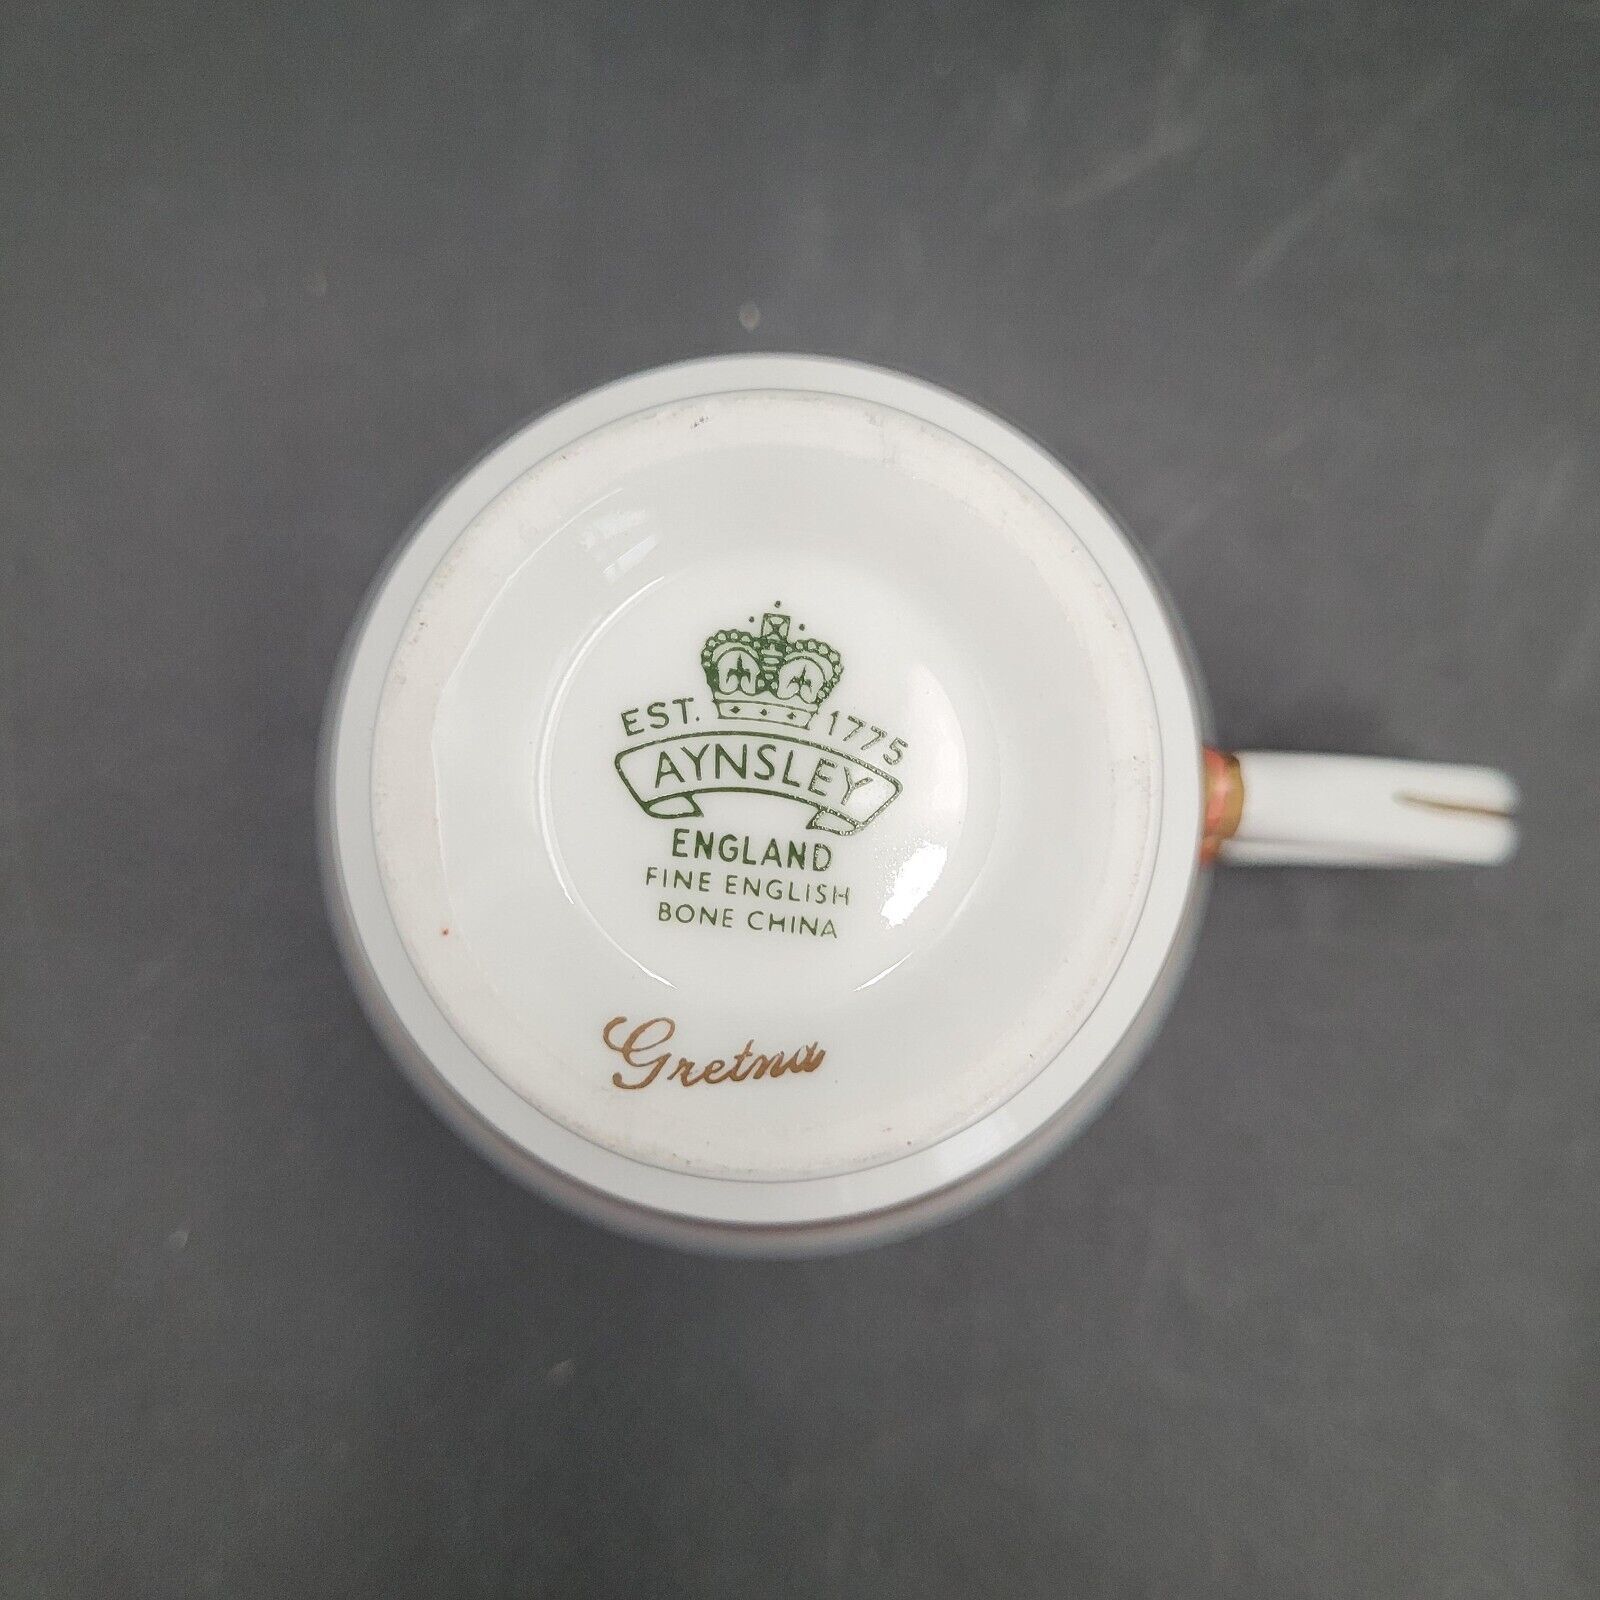 EST. 1775
AYNSLEY
ENGLAND
FINE ENGLISH
BONE CHINA
Gretna